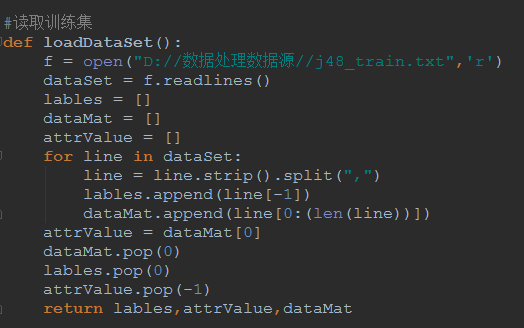 #读取训练集
def loadDataSet():
    f = open("D://数据处理数据源//j48_train.txt",'r')
    dataSet = f.readlines()
    lables = []
    dataMat = []
    attrValue = []
    for line in dataSet:
        line = line.strip().split(",")
        lables.append(line[-1])
        dataMat.append(line[0:(len(line))])
    attrValue = dataMat[0]
    dataMat.pop(0)
    lables.pop(0)
    attrValue.pop(-1)
    return lables,attrValue,dataMat